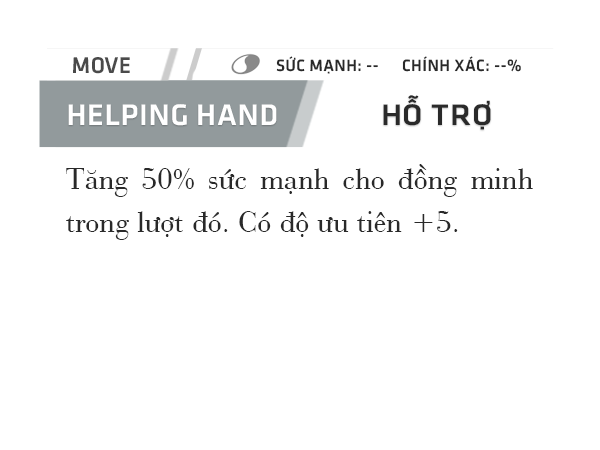 MOVE SỨC MẠNH: -- CHÍNH XÁC: --%
HELPING HAND HỖ TRỢ
Tăng 50% sức mạnh cho đồng minh
trong lượt đó. Có độ ưu tiên +5.